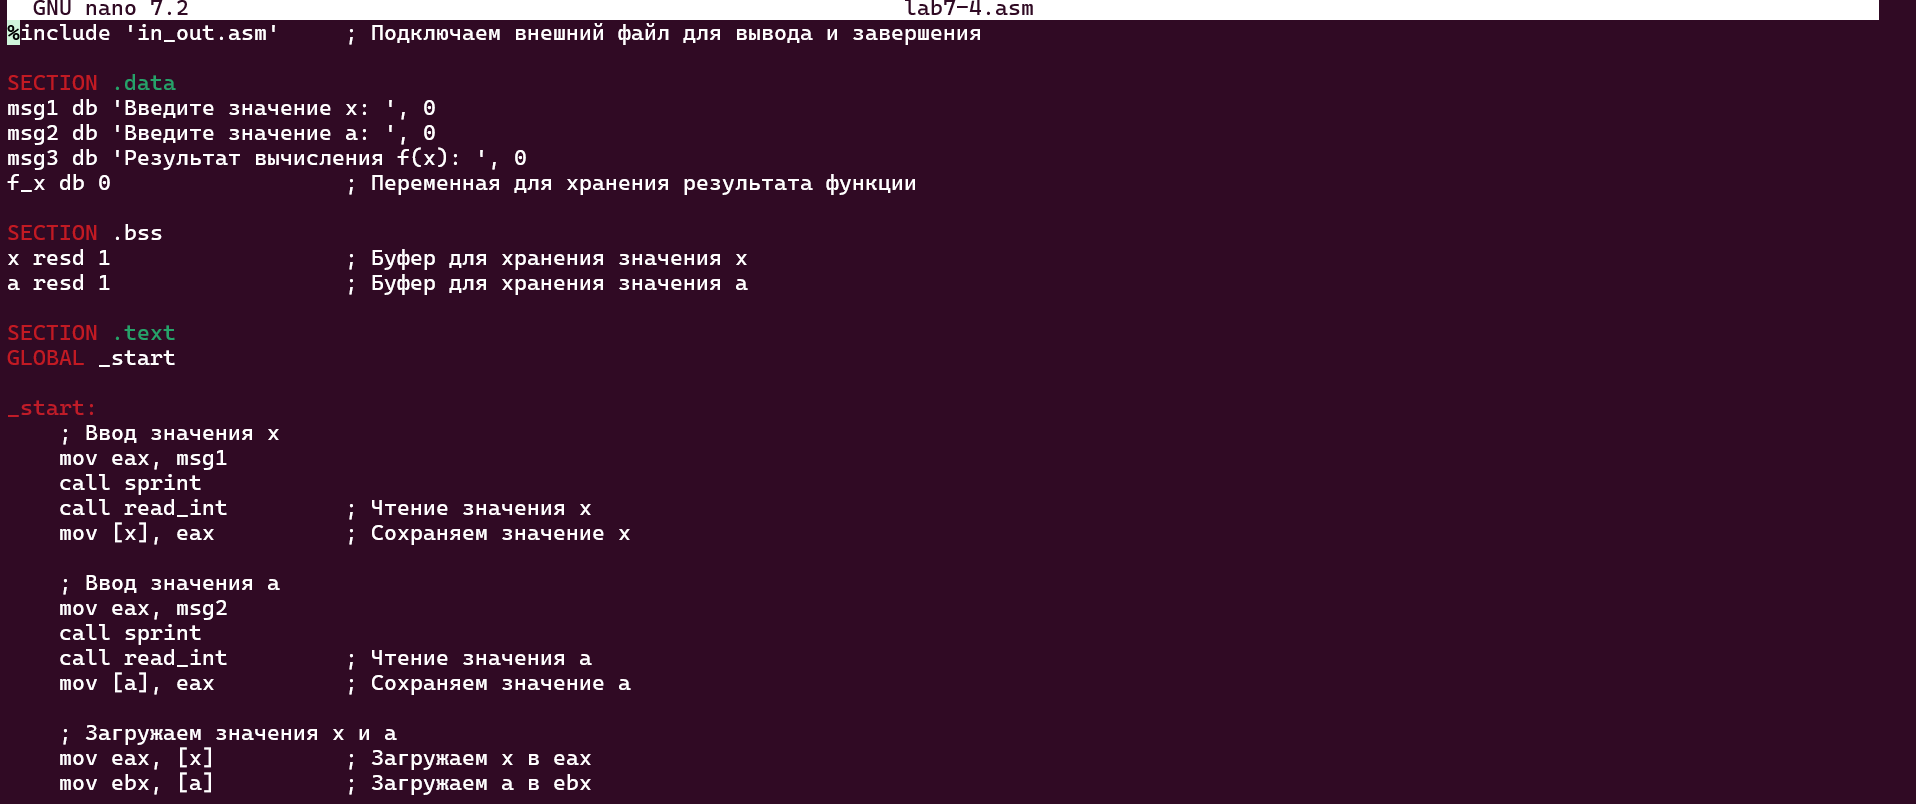 GNU nano 7.2 lab7-4.asm
%include 'in_out.asm' ; Подключаем внешний файл для вывода и завершения
SECTION .data
msg1 db 'Введите значение x: ', 0
msg2 db 'Введите значение a: ', 0
msg3 db 'Результат вычисления f(x): ', 0
f_x db 0 ; Переменная для хранения результата функции
SECTION .bss
x resd 1 ; Буфер для хранения значения x
a resd 1 ; Буфер для хранения значения a
SECTION .text
GLOBAL _start
_start:
; Ввод значения x
mov eax, msg1
call sprint
call read_int ; Чтение значения x
mov [x], eax ; Сохраняем значение x
; Ввод значения a
mov eax, msg2
call sprint
call read_int ; Чтение значения a
mov [a], eax ; Сохраняем значение a
; Загружаем значения x и a
mov eax, [x] ; Загружаем x в eax
mov ebx, [a] ; Загружаем a в ebx